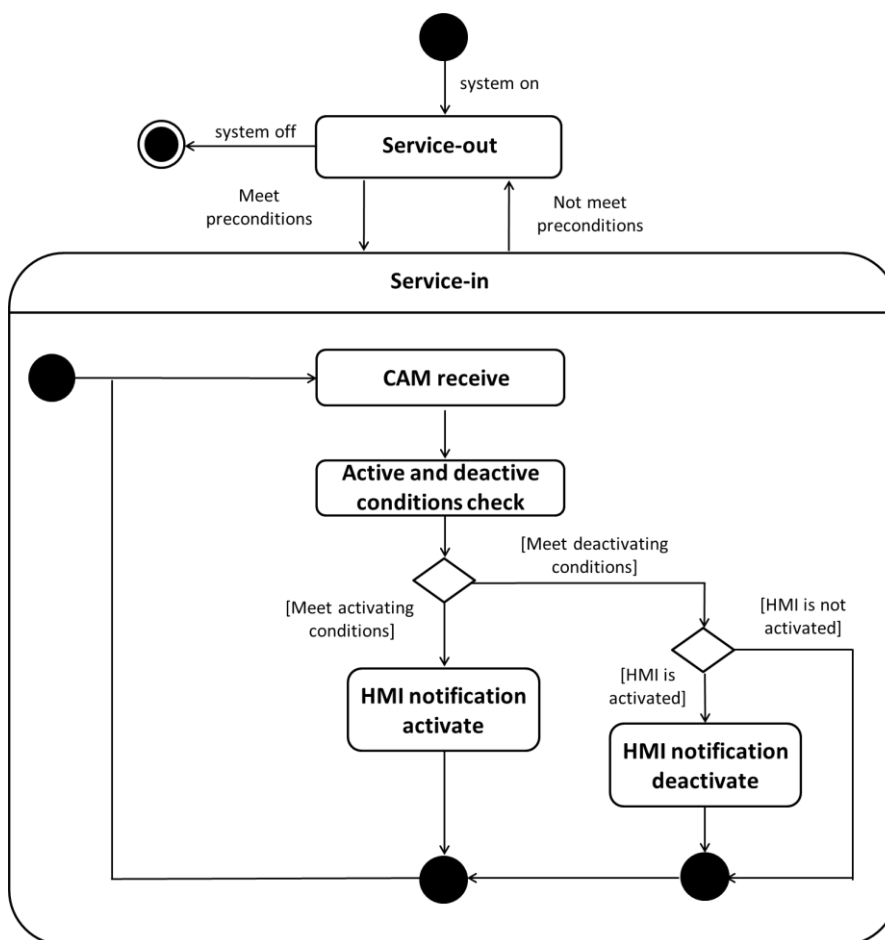 system on
system off
Service-out
Meet
preconditions
Not meet
preconditions
Service-in
CAM receive
Active and deactive
conditions check
[Meet deactivating
conditions]
[Meet activating
conditions]
[HMI is not
activated]
[HMI is
activated]
HMI notification
activate
HMI notification
deactivate